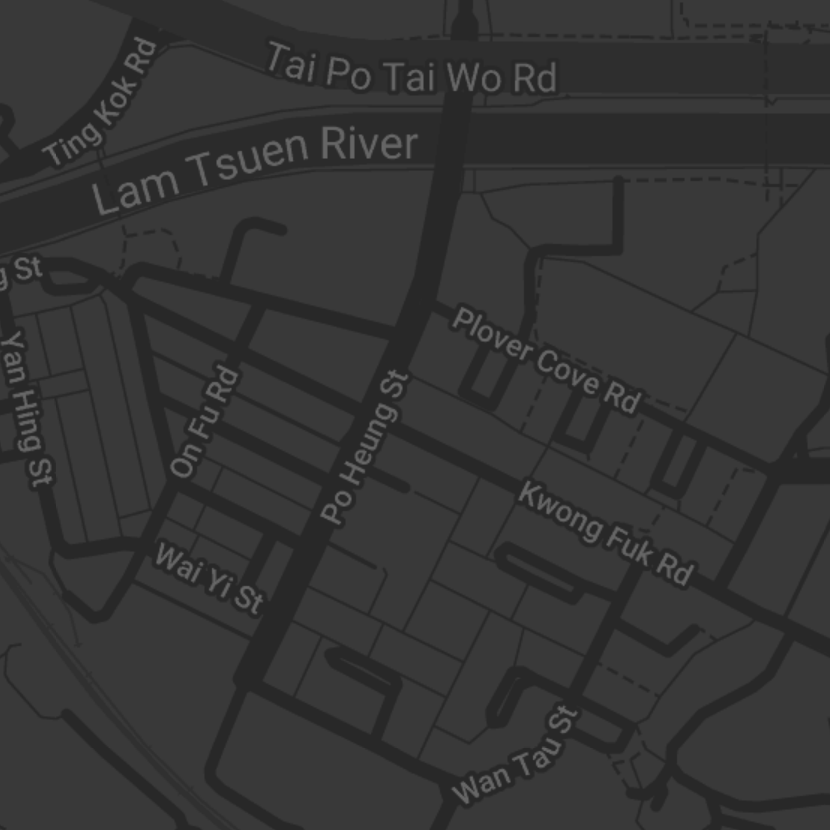 Ting Kok Rd
Tai Po Tai Wo Rd
Lam Tsuen River
g St
Yan Hing St
On Fu Rd
Po Heung St
Plover Cove Rd
Kwong Fuk Rd
Wai Yi St
Wan Tau St